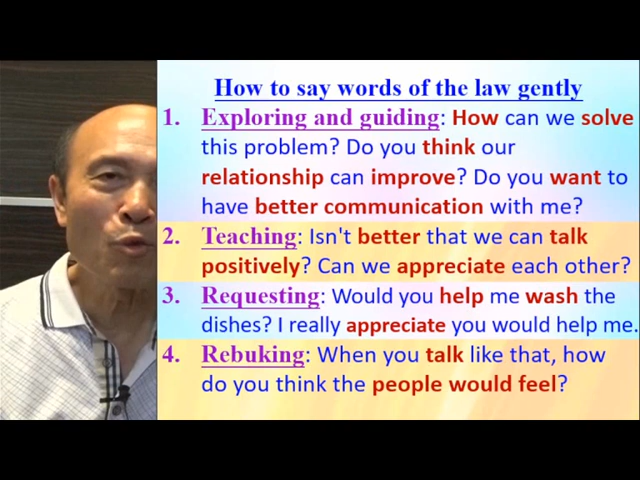 How to say words of the law gently
1. Exploring and guiding: How can we solve
this problem? Do you think our
relationship can improve? Do you want to
have better communication with me?
2. Teaching: Isn't better that we can talk
positively? Can we appreciate each other?
3. Requesting: Would you help me wash the
dishes? I really appreciate you would help me.
4. Rebuking: When you talk like that, how
do you think the people would feel?